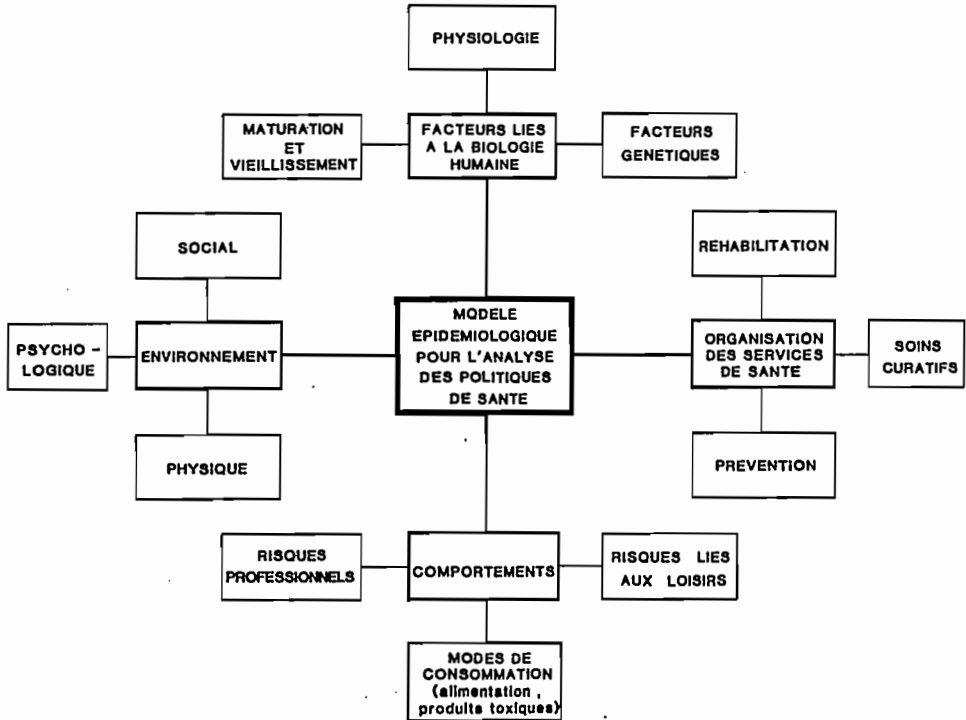 PHYSIOLOGIE
MATURATION
ET
VIEILLISSEMENT
FACTEURS LIES
A LA BIOLOGIE
HUMAINE
FACTEURS
GENETIQUES
SOCIAL
REHABILITATION
PSYCHO -
LOGIQUE
ENVIRONNEMENT
MODELE
EPIDEMIOLOGIQUE
POUR L'ANALYSE
DES POLITIQUES
DE SANTE
ORGANISATION
DES SERVICES
DE SANTE
SOINS
CURATIFS
PHYSIQUE
PREVENTION
RISQUES
PROFESSIONNELS
COMPORTEMENTS
RISQUES LIES
AUX LOISIRS
MODES DE
CONSOMMATION
(alimentation ,
produits toxiques)